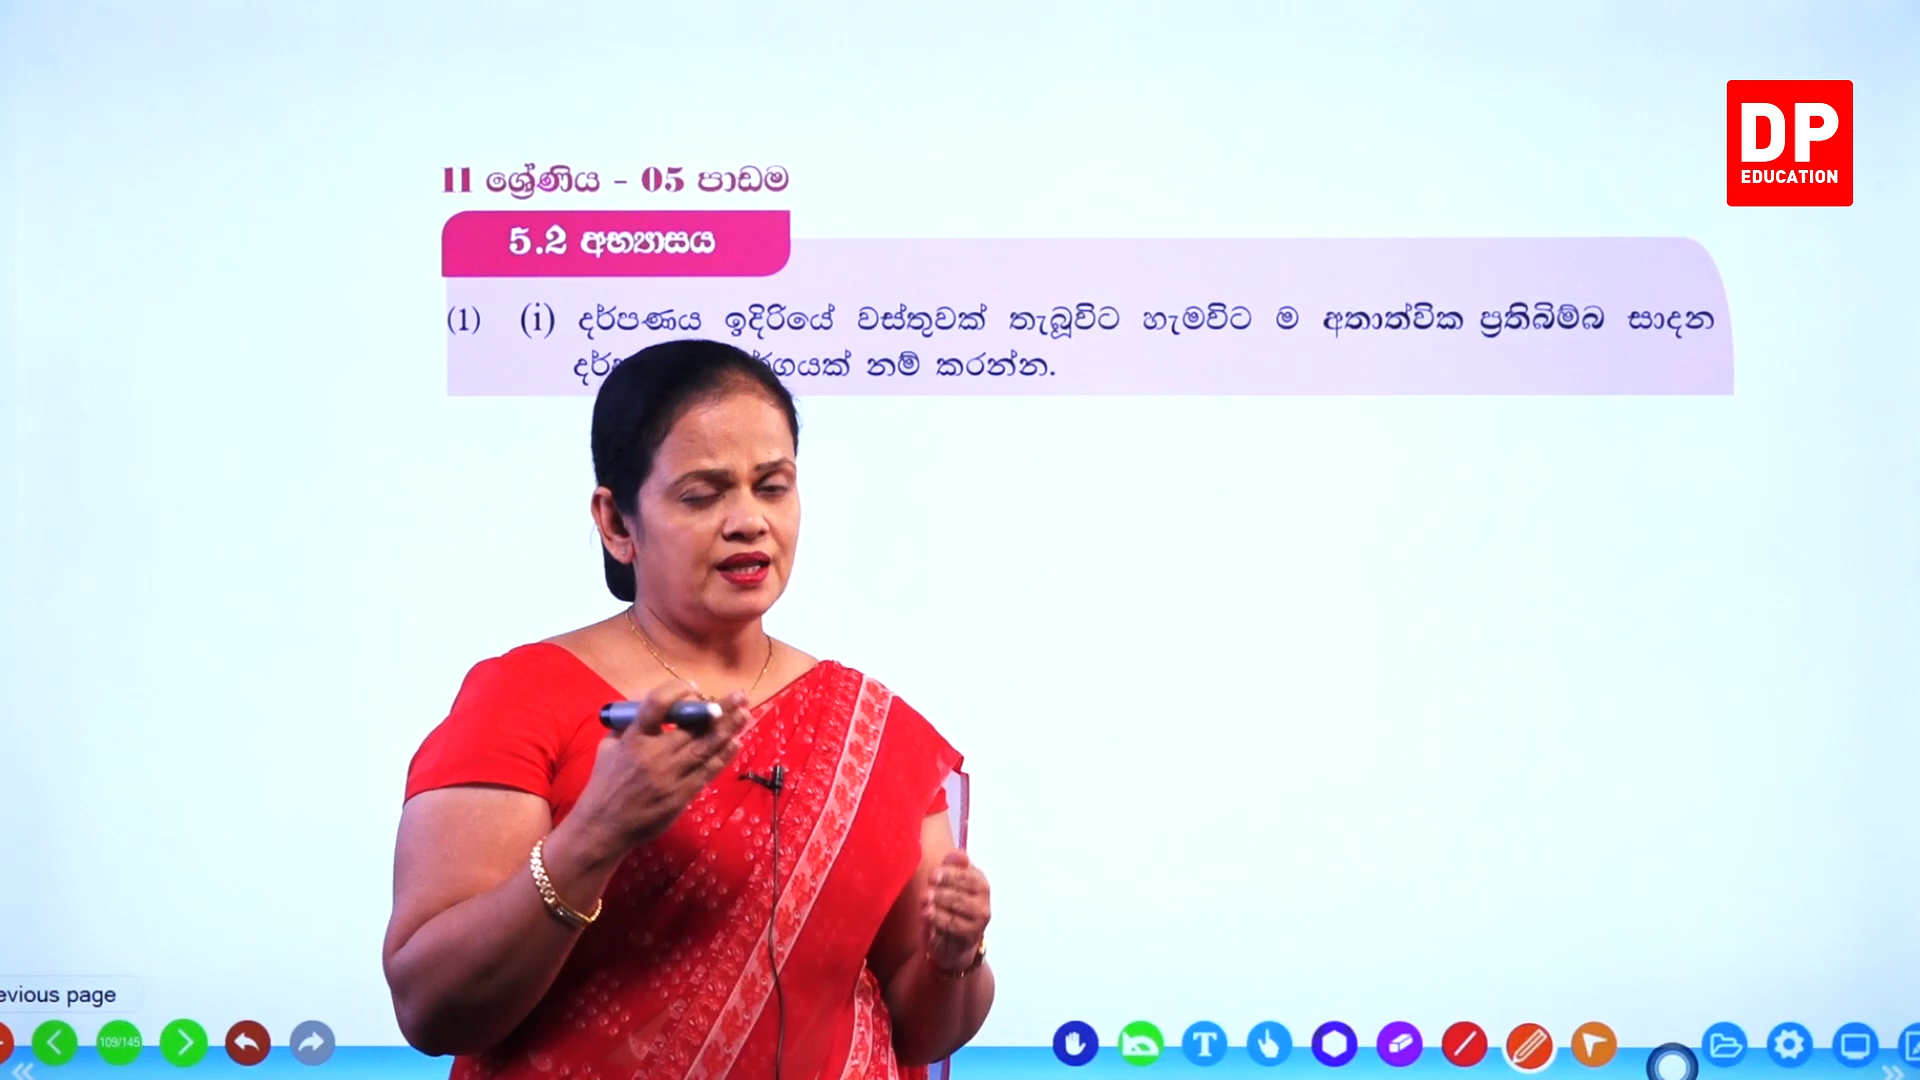 DP
EDUCATION
11 ශ්‍රේණිය - 05 පාඩම
5.2 අභ්‍යාසය
(1) (i) දර්පණය ඉදිරියේ වස්තුවක් තැබූවිට හැමවිට ම අතාත්වික ප්‍රතිබිම්බ සාදන
නම් කරන්න.
evious page
109/145
T